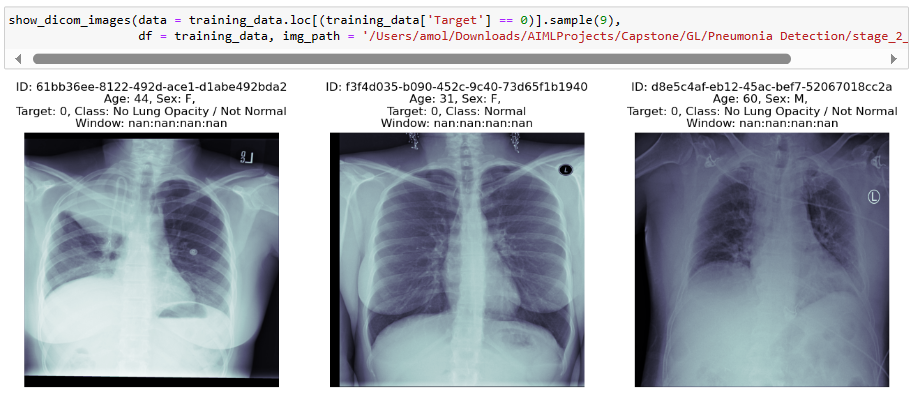 show_dicom_images(data = training_data.loc[(training_data['Target'] == 0)].sample(9),
df = training_data, img_path = '/Users/amol/Downloads/AIMLProjects/Capstone/GL/Pneumonia Detection/stage_2_
ID: 61bb36ee-8122-492d-ace1-d1abe492bda2
Age: 44, Sex: F,
Target: 0, Class: No Lung Opacity / Not Normal
Window: nan:nan:nan:nan
ID: f3f4d035-b090-452c-9c40-73d65f1b1940
Age: 31, Sex: F,
Target: 0, Class: Normal
Window: nan:nan:nan:nan
ID: d8e5c4af-eb12-45ac-bef7-52067018cc2a
Age: 60, Sex: M,
Target: 0, Class: No Lung Opacity / Not Normal
Window: nan:nan:nan:nan
L
L